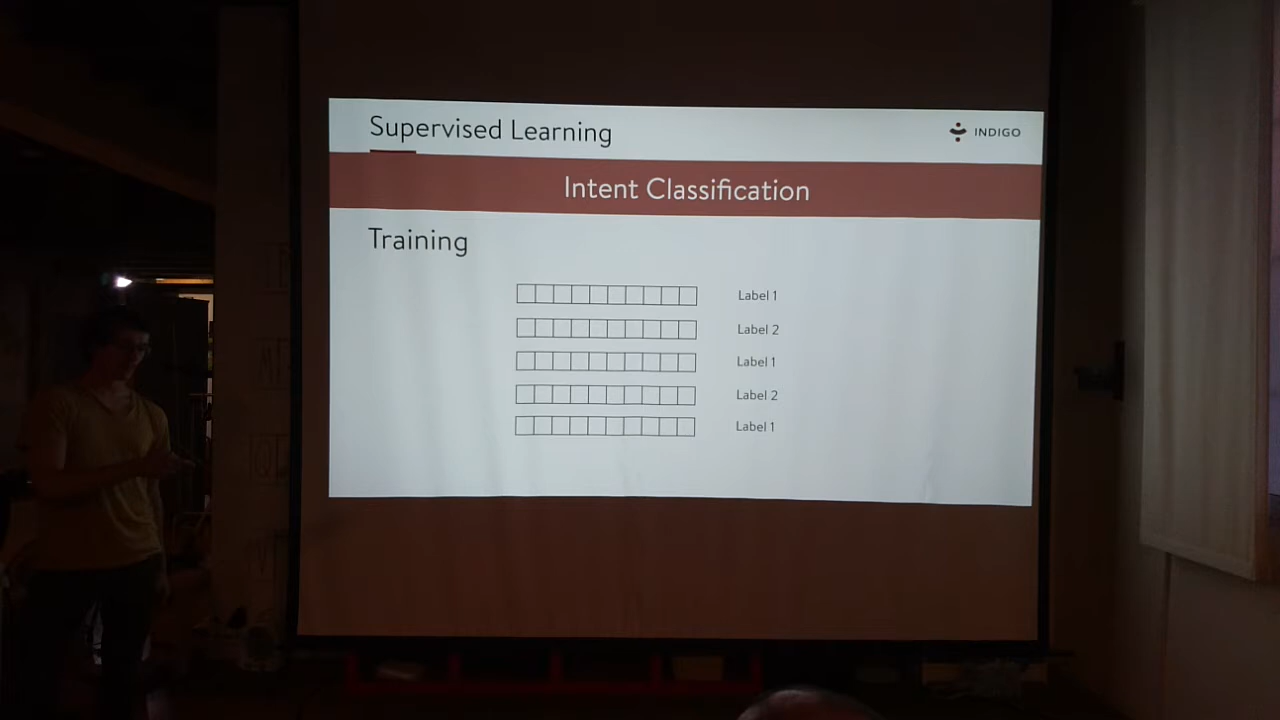 Supervised Learning
INDIGO
Intent Classification
Training
Label 1
Label 2
Label 1
Label 2
Label 1